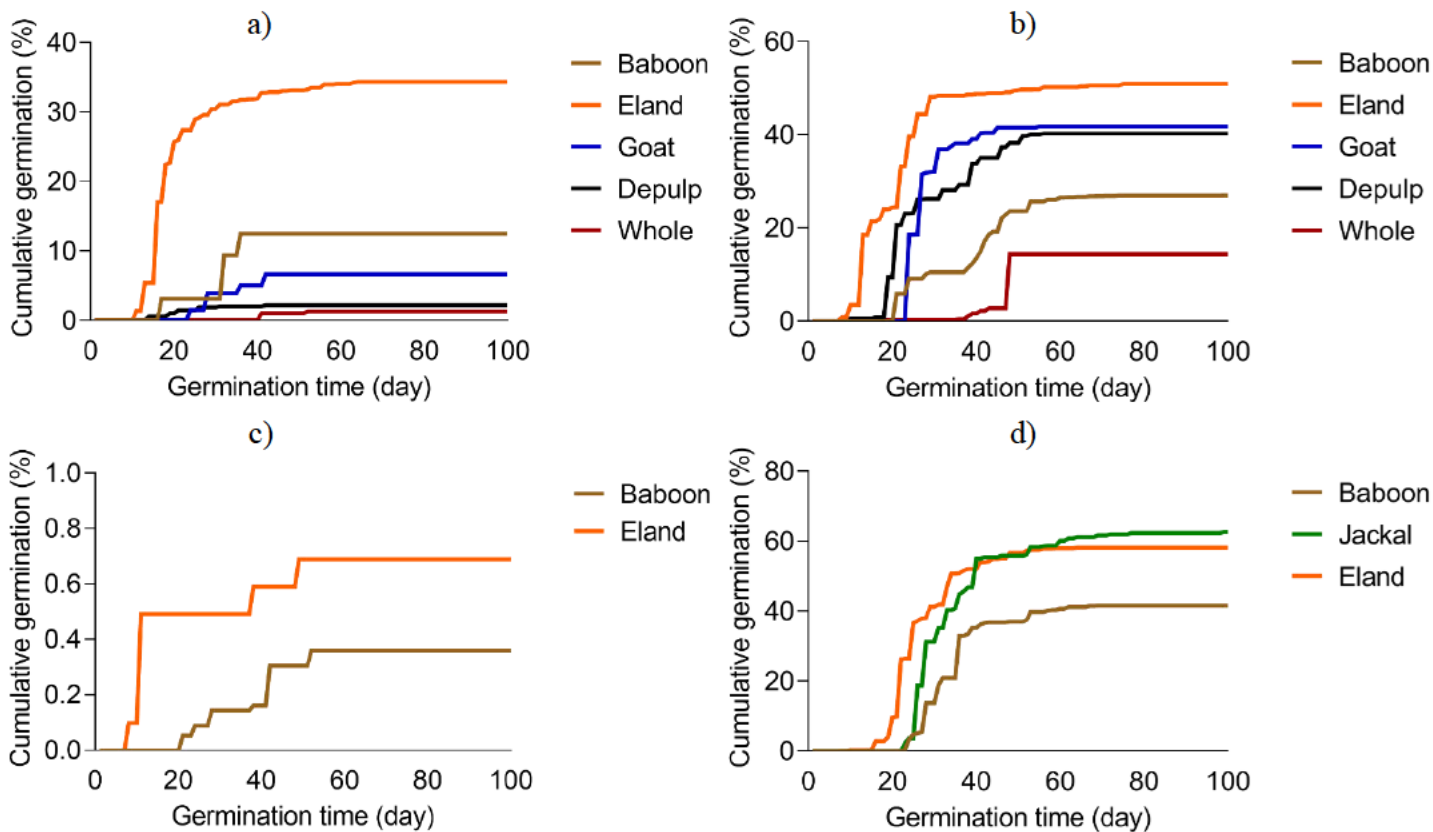 a)
Cumulative germination (%)
40
30
20
10
0
0 20 40 60 80 100
Germination time (day)
Baboon
Eland
Goat
Depulp
Whole
b)
Cumulative germination (%)
60
40
20
0
0 20 40 60 80 100
Germination time (day)
Baboon
Eland
Goat
Depulp
Whole
c)
Cumulative germination (%)
1.0
0.8
0.6
0.4
0.2
0.0
0 20 40 60 80 100
Germination time (day)
Baboon
Eland
d)
Cumulative germination (%)
80
60
40
20
0
0 20 40 60 80 100
Germination time (day)
Baboon
Jackal
Eland